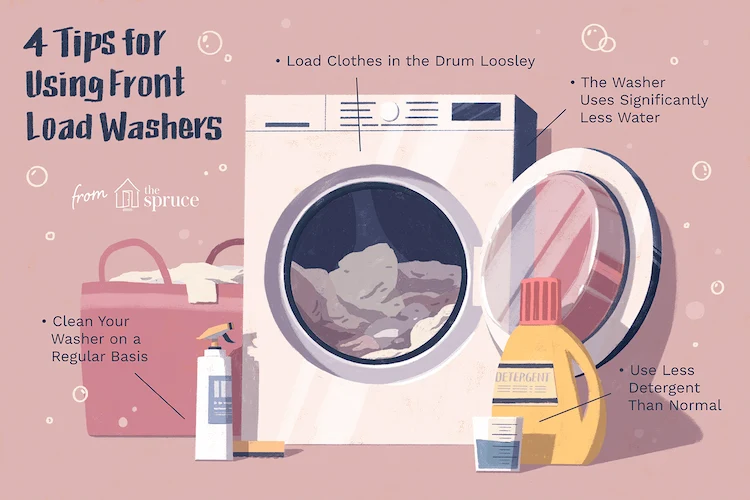 4 Tips for
Using Front
Load Washers
from the spruce
• Load Clothes in the Drum Loosley
• The Washer
Uses Significantly
Less Water
• Clean Your
Washer on a
Regular Basis
DETERGENT
• Use Less
Detergent
Than Normal